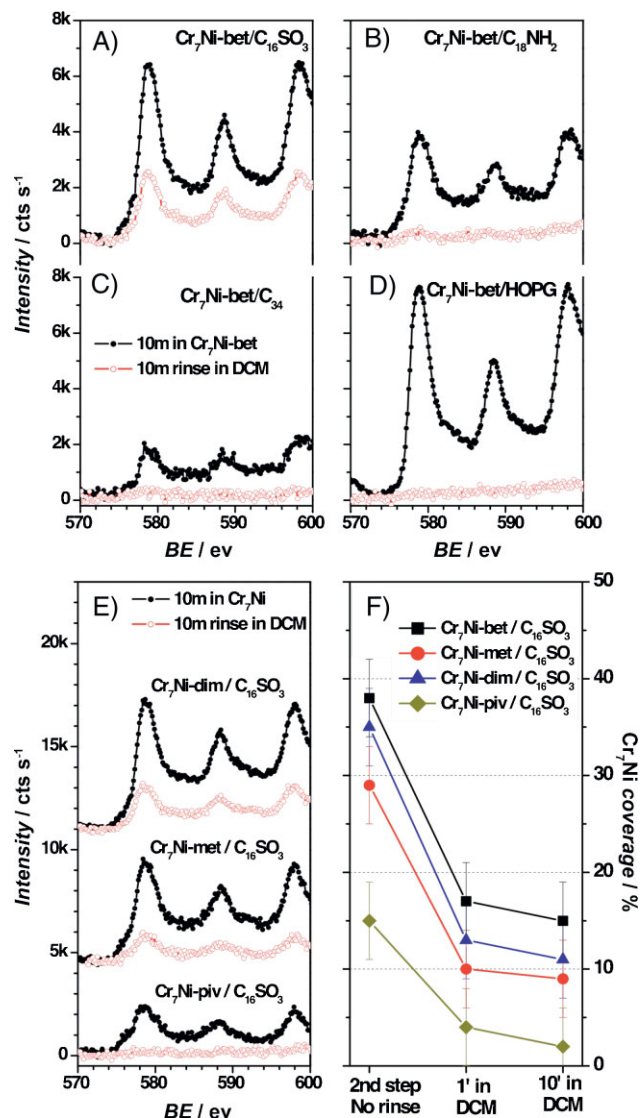 A)
Cr₇Ni-bet/C₁₆SO₃
B)
Cr₇Ni-bet/C₁₈NH₂
8k
6k
4k
2k
0
C)
Cr₇Ni-bet/C₃₄
10m in Cr₇Ni-bet
10m rinse in DCM
D)
Cr₇Ni-bet/HOPG
8k
6k
4k
2k
0
Intensity / cts s⁻¹
570 580 590 600
BE / ev
570 580 590 600
BE / ev
E)
10m in Cr₇Ni
10m rinse in DCM
Cr₇Ni-dim / C₁₆SO₃
Cr₇Ni-met / C₁₆SO₃
Cr₇Ni-piv / C₁₆SO₃
20k
15k
10k
5k
0
Intensity / cts s⁻¹
570 580 590 600
BE / ev
F)
Cr₇Ni-bet / C₁₆SO₃
Cr₇Ni-met / C₁₆SO₃
Cr₇Ni-dim / C₁₆SO₃
Cr₇Ni-piv / C₁₆SO₃
50
40
30
20
10
0
Cr₇Ni coverage / %
2nd step
No rinse
1' in
DCM
10' in
DCM